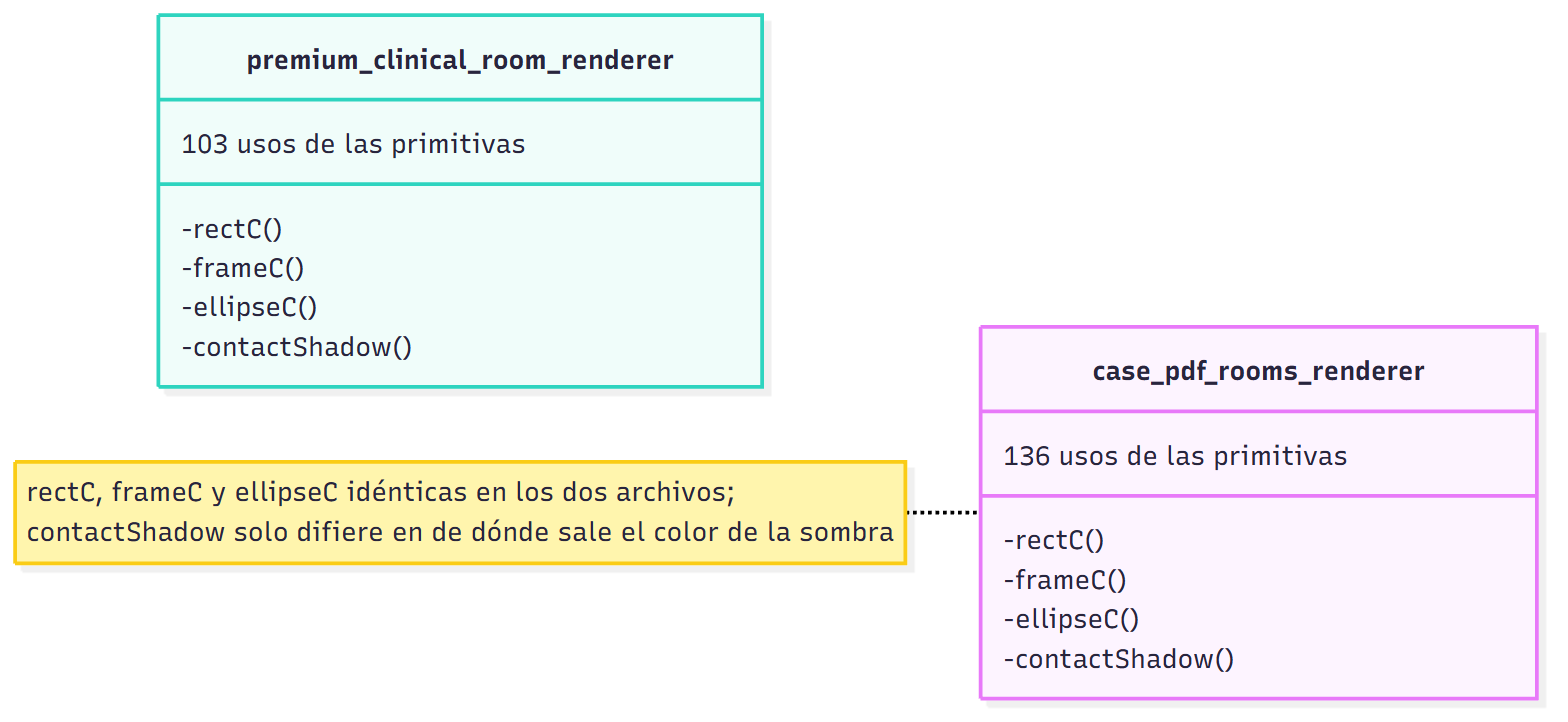 premium_clinical_room_renderer
103 usos de las primitivas
-rectC()
-frameC()
-ellipseC()
-contactShadow()
rectC, frameC y ellipseC idénticas en los dos archivos;
contactShadow solo difiere en de dónde sale el color de la sombra
case_pdf_rooms_renderer
136 usos de las primitivas
-rectC()
-frameC()
-ellipseC()
-contactShadow()